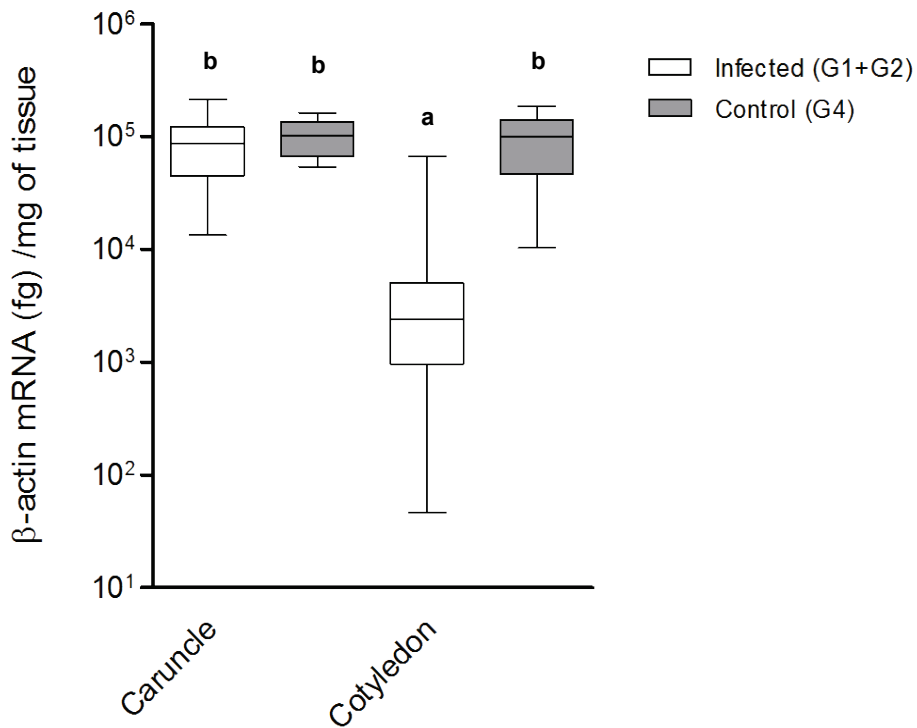 β-actin mRNA (fg) /mg of tissue
10⁶
10⁵
10⁴
10³
10²
10¹
b
b
a
b
Infected (G1+G2)
Control (G4)
Caruncle
Cotyledon